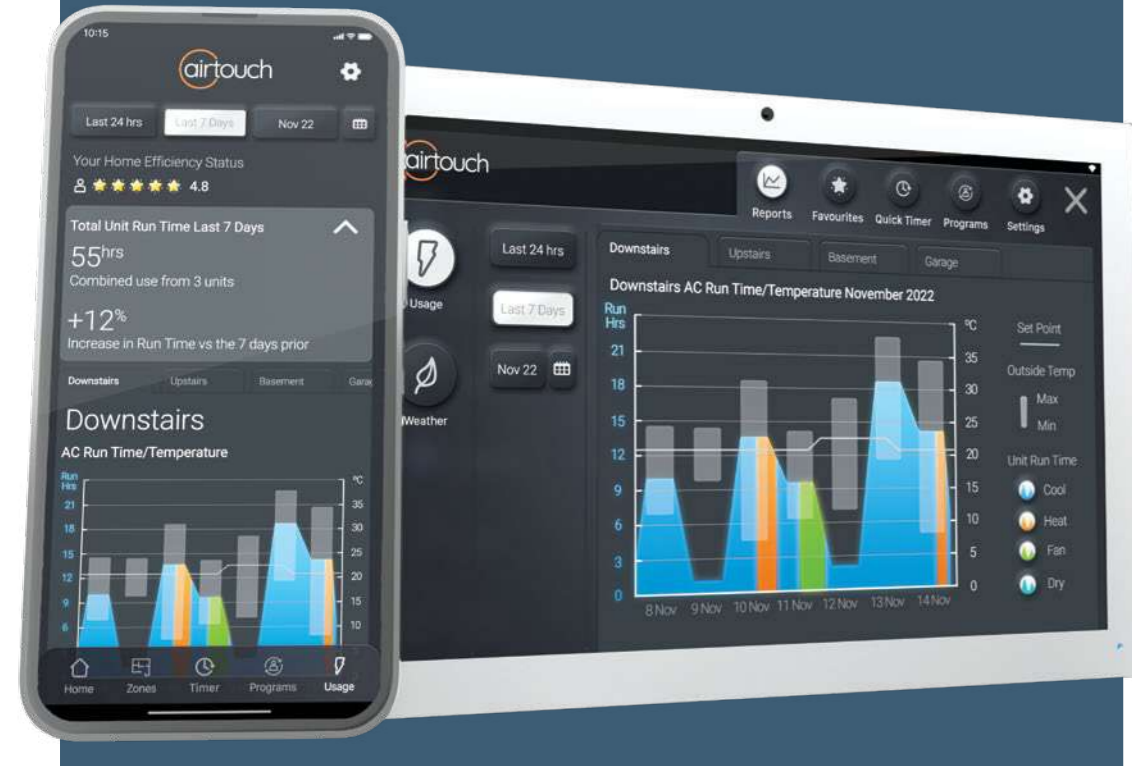 10:15
airtouch
Last 24 hrs
Last 7 Days
Nov 22
Your Home Efficiency Status
4.8
Total Unit Run Time Last 7 Days
55hrs
Combined use from 3 units
+12%
Increase in Run Time vs the 7 days prior
Downstairs
Upstairs
Basement
Garag
Downstairs
AC Run Time/Temperature
Run
Hrs
°C
21
18
15
12
9
6
35
30
25
20
15
10
Home
Zones
Timer
Programs
Usage
airtouch
Reports
Favourites
Quick Timer
Programs
Settings
Usage
Weather
Last 24 hrs
Last 7 Days
Nov 22
Downstairs
Upstairs
Basement
Garage
Downstairs AC Run Time/Temperature November 2022
Run
Hrs
°C
21
18
15
12
9
6
3
0
35
30
25
20
15
10
5
0
8 Nov
9 Nov
10 Nov
11 Nov
12 Nov
13 Nov
14 Nov
Set Point
Outside Temp
Max
Min
Unit Run Time
Cool
Heat
Fan
Dry